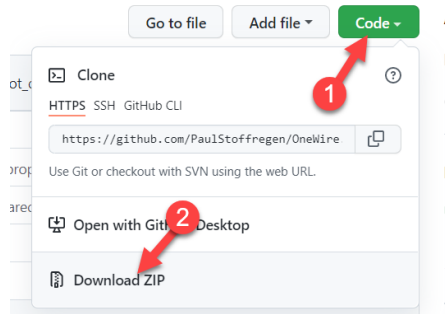 Go to file Add file Code
1
Clone
HTTPS SSH GitHub CLI
https://github.com/PaulStoffregen/OneWire
Use Git or checkout with SVN using the web URL.
2
Open with Desktop
Download ZIP